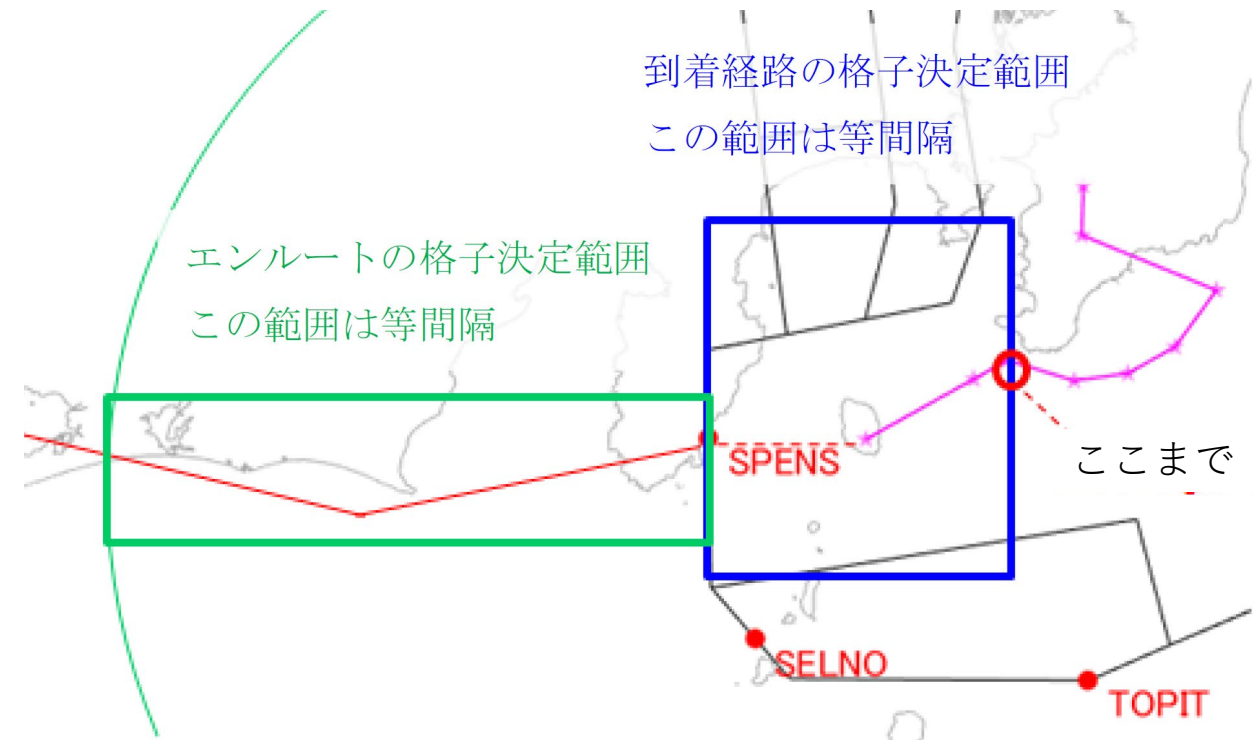 到着経路の格子決定範囲
この範囲は等間隔
エンルートの格子決定範囲
この範囲は等間隔
SPENS
ここまで
SELNO
TOPIT